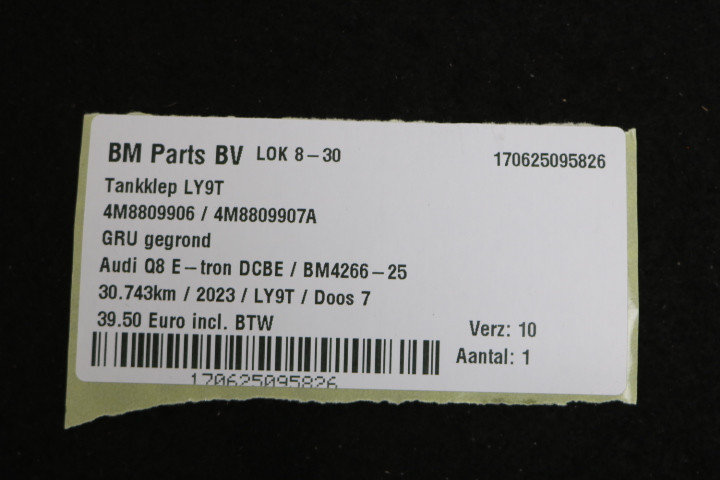 BM Parts BV LOK 8-30 170625095826
Tankklep LY9T
4M8809906 / 4M8809907A
GRU gegrond
Audi Q8 E-tron DCBE / BM4266-25
30.743km / 2023 / LY9T / Doos 7
39.50 Euro incl. BTW Verz: 10
Aantal: 1
170625095826